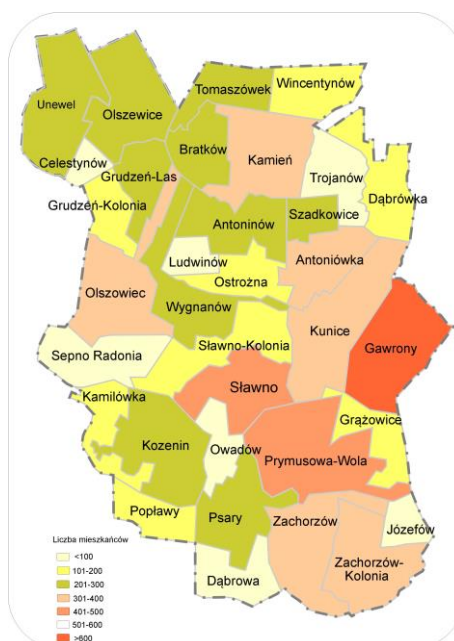 Tomaszówek
Wincentynów
Unewel
Olszewice
Bratków
Kamień
Celestynów
Grudzeń-Las
Trojanów
Dąbrówka
Grudzeń-Kolonia
Antoninów
Szadkowice
Ludwinów
Antoniówka
Ostrożna
Olszowiec
Wygnanów
Kunice
Sławno-Kolonia
Gawrony
Sepno Radonia
Sławno
Kamilówka
Grążowice
Kozenin
Owadów
Prymusowa-Wola
Popławy
Psary
Zachorzów
Józefów
Dąbrowa
Zachorzów-
Kolonia
Liczba mieszkańców
<100
101-200
201-300
301-400
401-500
501-600
>600